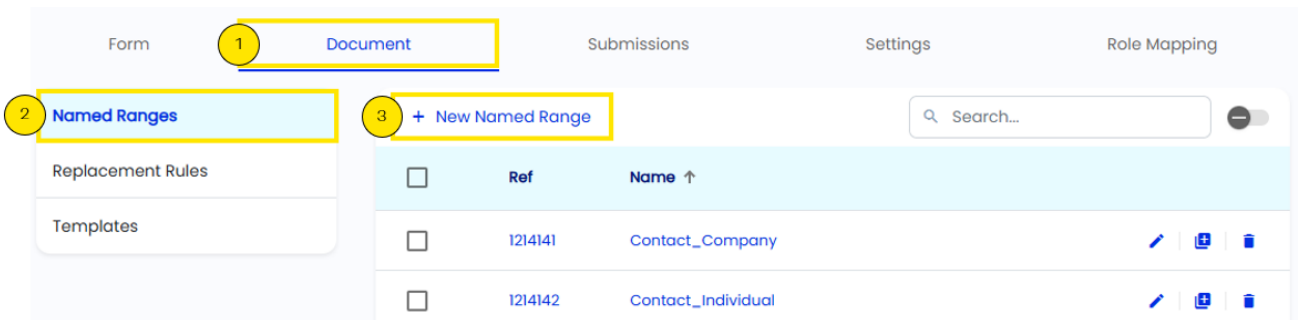 Form 1 Document Submissions Settings Role Mapping
2 Named Ranges 3 + New Named Range Search...
Replacement Rules Ref Name ↑
Templates 1214141 Contact_Company
1214142 Contact_Individual